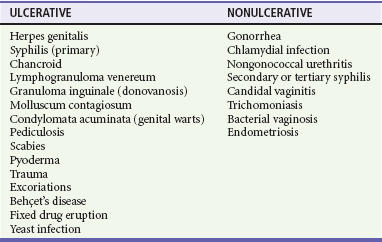 ULCERATIVE NONULCERATIVE
Herpes genitalis Gonorrhea
Syphilis (primary) Chlamydial infection
Chancroid Nongonococcal urethritis
Lymphogranuloma venereum Secondary or tertiary syphilis
Granuloma inguinale (donovanosis) Candidal vaginitis
Molluscum contagiosum Trichomoniasis
Condylomata acuminata (genital warts) Bacterial vaginosis
Pediculosis Endometriosis
Scabies
Pyoderma
Trauma
Excoriations
Behçet's disease
Fixed drug eruption
Yeast infection